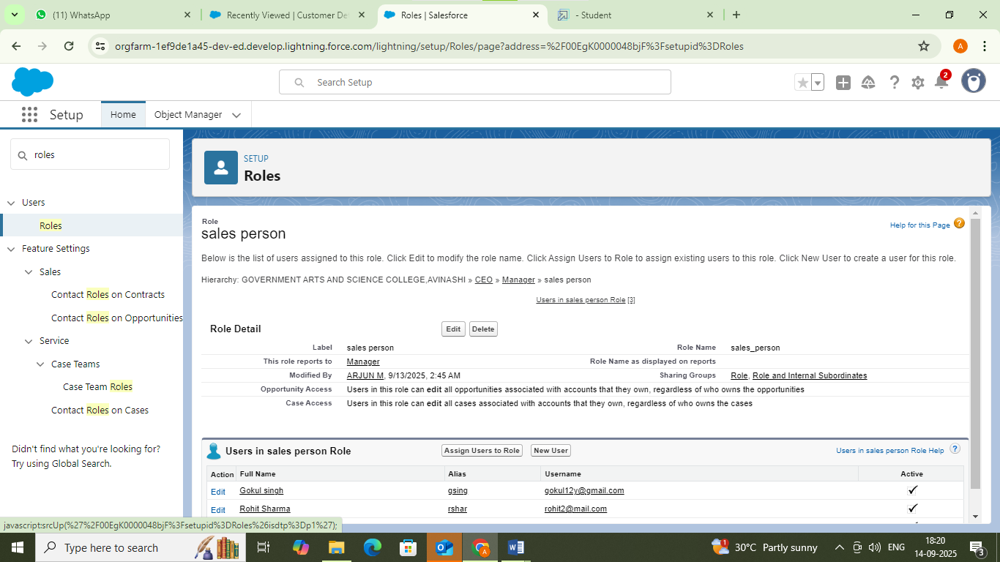 (11) WhatsApp
Recently Viewed | Customer De
Roles | Salesforce
- Student
orgfarm-1ef9de1a45-dev-ed.develop.lightning.force.com/lightning/setup/Roles/page?address=%2F00EgK0000048bjF%3Fsetupid%3DRoles
A
Search Setup
2
Setup
Home
Object Manager
roles
Users
Roles
Feature Settings
Sales
Contact Roles on Contracts
Contact Roles on Opportunities
Service
Case Teams
Case Team Roles
Contact Roles on Cases
Didn't find what you're looking for?
Try using Global Search.
SETUP
Roles
Role
sales person
Help for this Page
Below is the list of users assigned to this role. Click Edit to modify the role name. Click Assign Users to Role to assign existing users to this role. Click New User to create a user for this role.
Hierarchy: GOVERNMENT ARTS AND SCIENCE COLLEGE,AVINASHI » CEO » Manager » sales person
Users in sales person Role [3]
Role Detail Edit Delete
Label sales person Role Name sales_person
This role reports to Manager Role Name as displayed on reports
Modified By ARJUN M, 9/13/2025, 2:45 AM Sharing Groups Role, Role and Internal Subordinates
Opportunity Access Users in this role can edit all opportunities associated with accounts that they own, regardless of who owns the opportunities
Case Access Users in this role can edit all cases associated with accounts that they own, regardless of who owns the cases
Users in sales person Role Assign Users to Role New User Users in sales person Role Help ?
Action Full Name Alias Username Active
Edit Gokul singh gsing gokul12y@gmail.com
Edit Rohit Sharma rshar rohit2@mail.com
javascript:srcUp(%27%2F00EgK0000048bjF%3Fsetupid%3DRoles%26isdtp%3Dp1%27);
Type here to search
1
30°C Partly sunny
ENG
18:20
14-09-2025
3